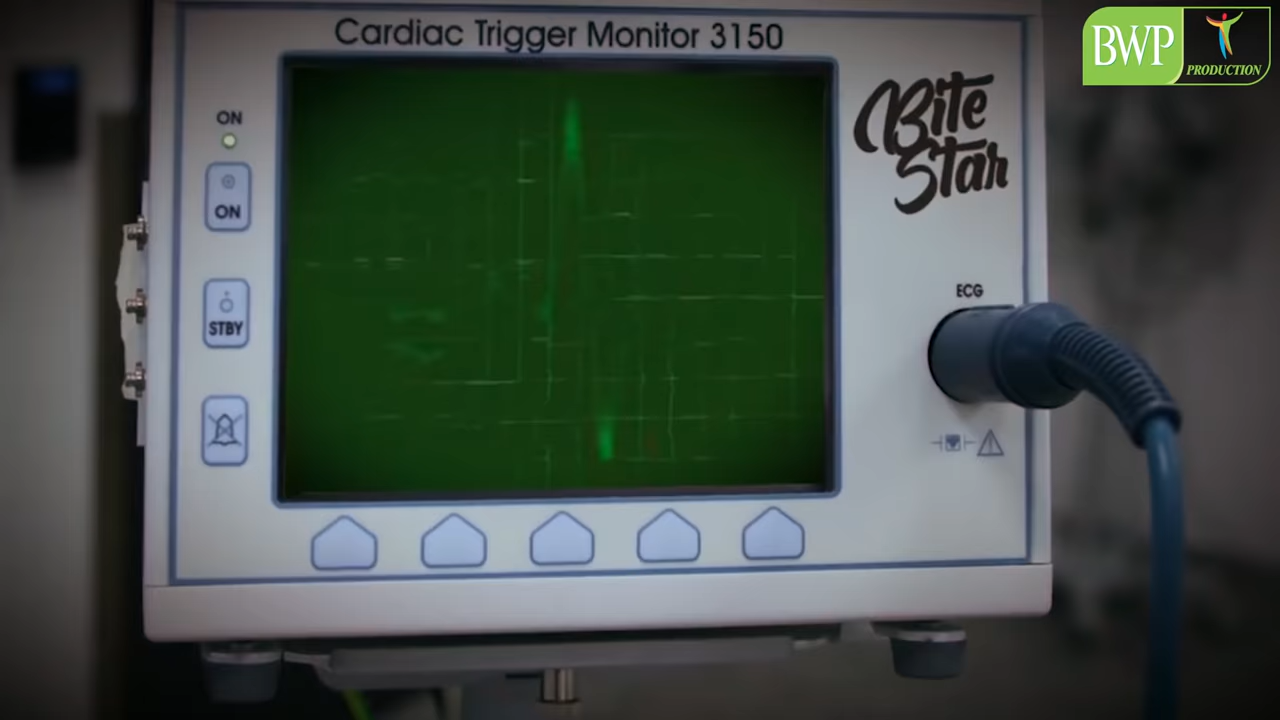 Cardiac Trigger Monitor 3150
BWP
PRODUCTION
Bite
Star
ON
ON
STBY
ECG